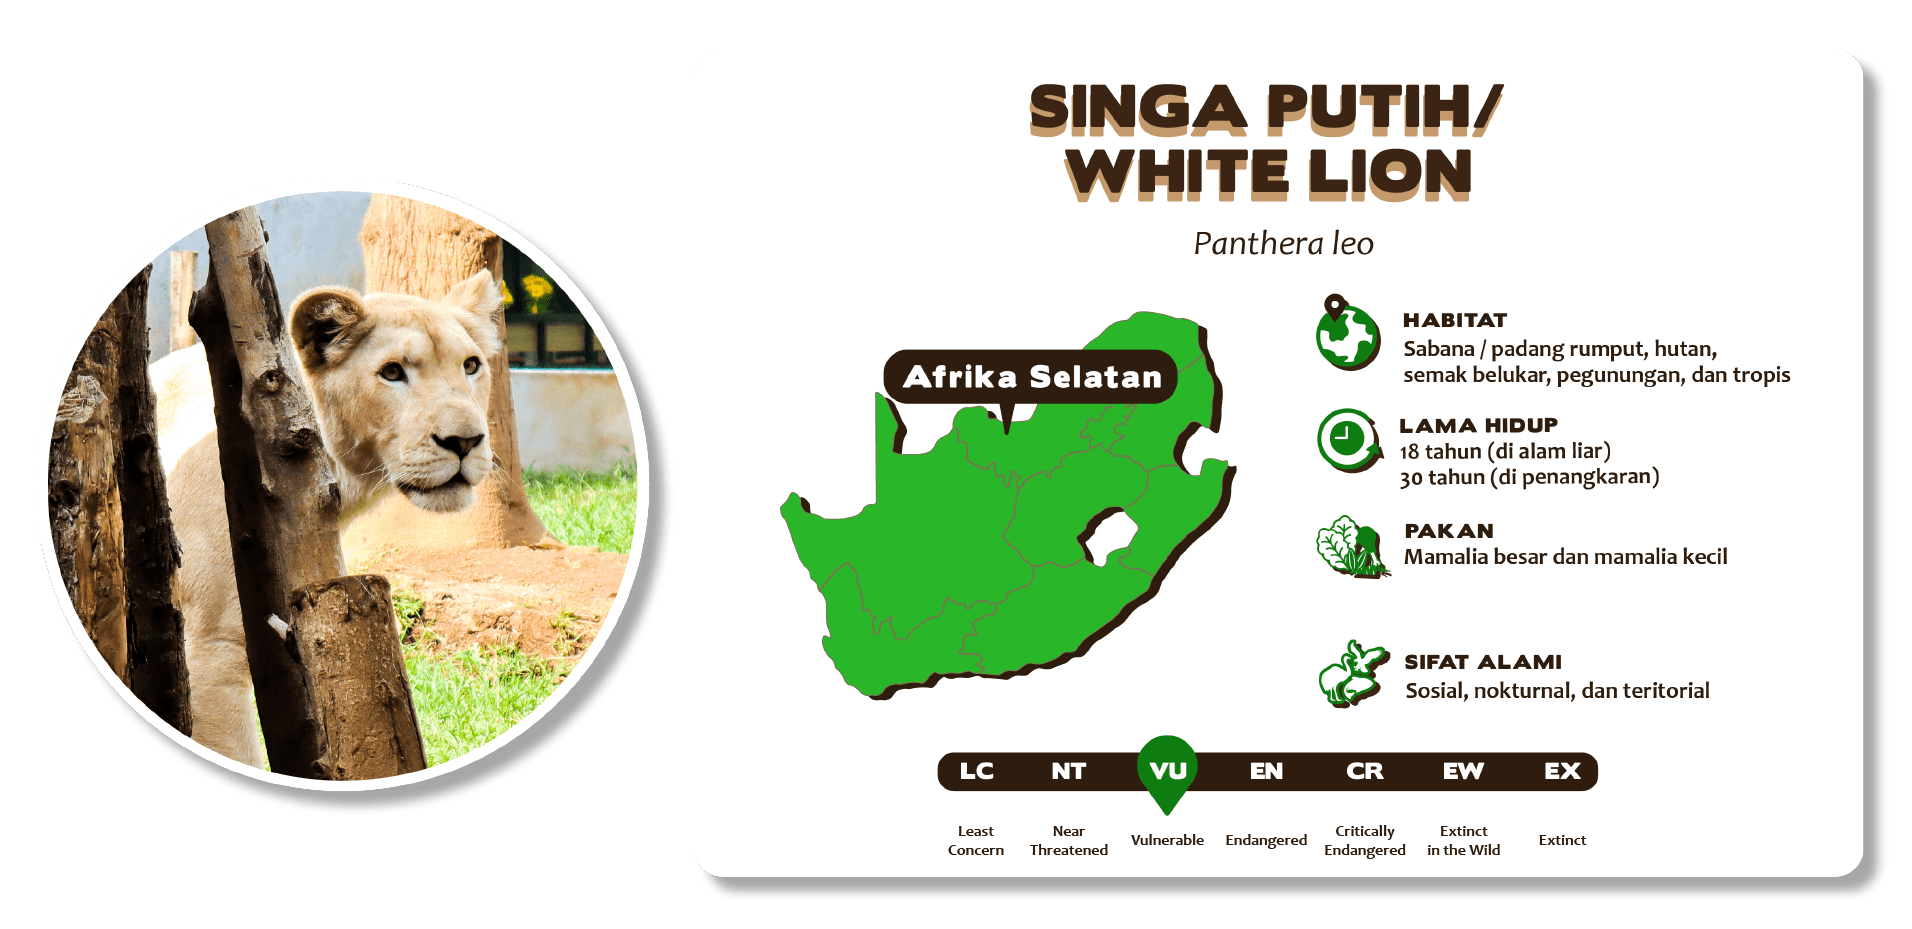 SINGA PUTIH/
WHITE LION
Panthera leo
Afrika Selatan
HABITAT
Sabana / padang rumput, hutan,
semak belukar, pegunungan, dan tropis
LAMA HIDUP
18 tahun (di alam liar)
30 tahun (di penangkaran)
PAKAN
Mamalia besar dan mamalia kecil
SIFAT ALAMI
Sosial, nokturnal, dan teritorial
LC NT VU EN CR EW EX
Least Concern
Near Threatened
Vulnerable
Endangered
Critically Endangered
Extinct in the Wild
Extinct